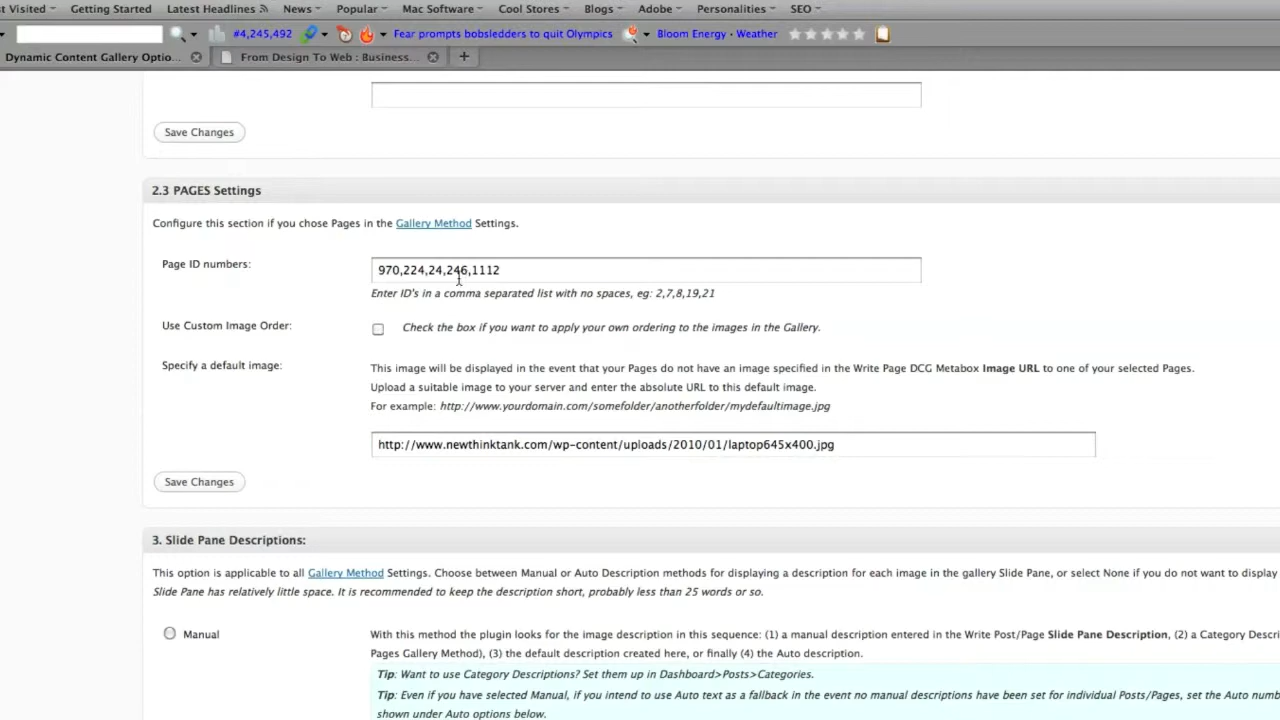 t Visited Getting Started Latest Headlines News Popular Mac Software Cool Stores Blogs Adobe Personalities SEO
#4,245,492 Fear prompts bobsledders to quit Olympics Bloom Energy · Weather
Dynamic Content Gallery Optio... From Design To Web : Business... +
Save Changes
2.3 PAGES Settings
Configure this section if you chose Pages in the Gallery Method Settings.
Page ID numbers: 970,224,24,246,1112
Enter ID's in a comma separated list with no spaces, eg: 2,7,8,19,21
Use Custom Image Order: Check the box if you want to apply your own ordering to the images in the Gallery.
Specify a default image: This image will be displayed in the event that your Pages do not have an image specified in the Write Page DCG Metabox Image URL to one of your selected Pages.
Upload a suitable image to your server and enter the absolute URL to this default image.
For example: http://www.yourdomain.com/somefolder/anotherfolder/mydefaultimage.jpg
http://www.newthinktank.com/wp-content/uploads/2010/01/laptop645x400.jpg
Save Changes
3. Slide Pane Descriptions:
This option is applicable to all Gallery Method Settings. Choose between Manual or Auto Description methods for displaying a description for each image in the gallery Slide Pane, or select None if you do not want to display
Slide Pane has relatively little space. It is recommended to keep the description short, probably less than 25 words or so.
Manual With this method the plugin looks for the image description in this sequence: (1) a manual description entered in the Write Post/Page Slide Pane Description, (2) a Category Descri
Pages Gallery Method), (3) the default description created here, or finally (4) the Auto description.
Tip: Want to use Category Descriptions? Set them up in Dashboard>Posts>Categories.
Tip: Even if you have selected Manual, if you intend to use Auto text as a fallback in the event no manual descriptions have been set for individual Posts/Pages, set the Auto numb
shown under Auto options below.